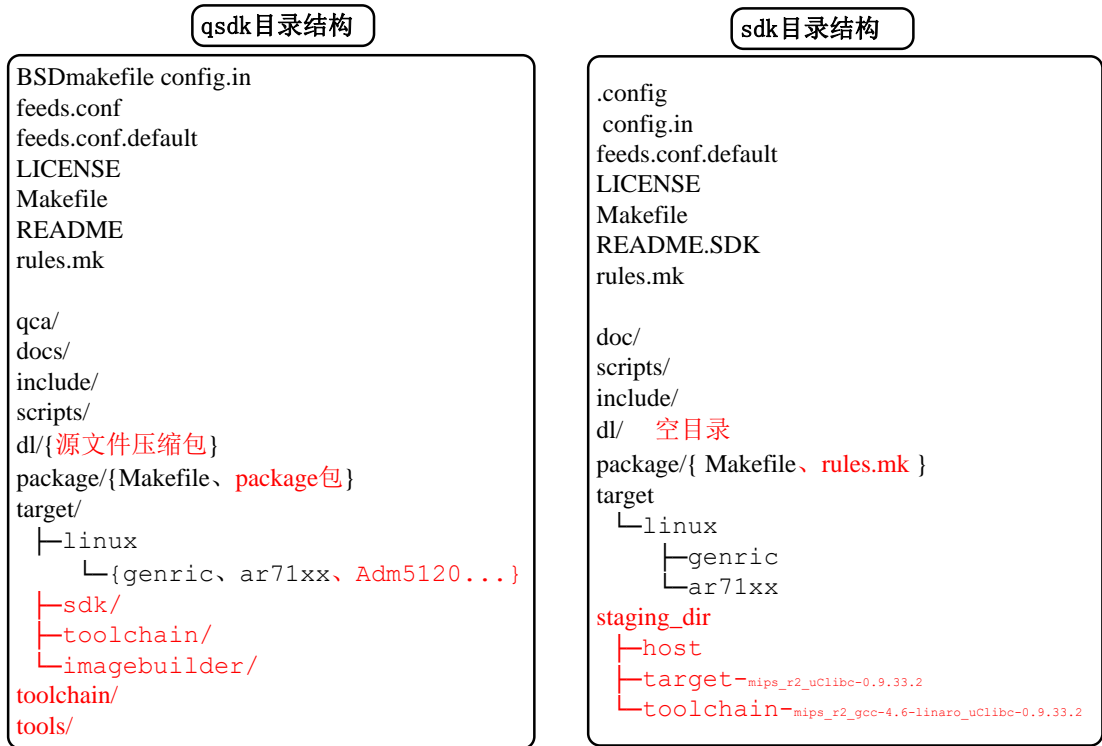 qsdk目录结构
BSDmakefile config.in
feeds.conf
feeds.conf.default
LICENSE
Makefile
README
rules.mk
qca/
docs/
include/
scripts/
dl/{源文件压缩包}
package/{Makefile、package包}
target/
├─linux
└─{genric、ar71xx、Adm5120...}
├─sdk/
├─toolchain/
└─imagebuilder/
toolchain/
tools/
sdk目录结构
.config
config.in
feeds.conf.default
LICENSE
Makefile
README.SDK
rules.mk
doc/
scripts/
include/
dl/ 空目录
package/{ Makefile、rules.mk }
target
└─linux
├─genric
└─ar71xx
staging_dir
├─host
├─target-mips_r2_uClibc-0.9.33.2
└─toolchain-mips_r2_gcc-4.6-linaro_uClibc-0.9.33.2